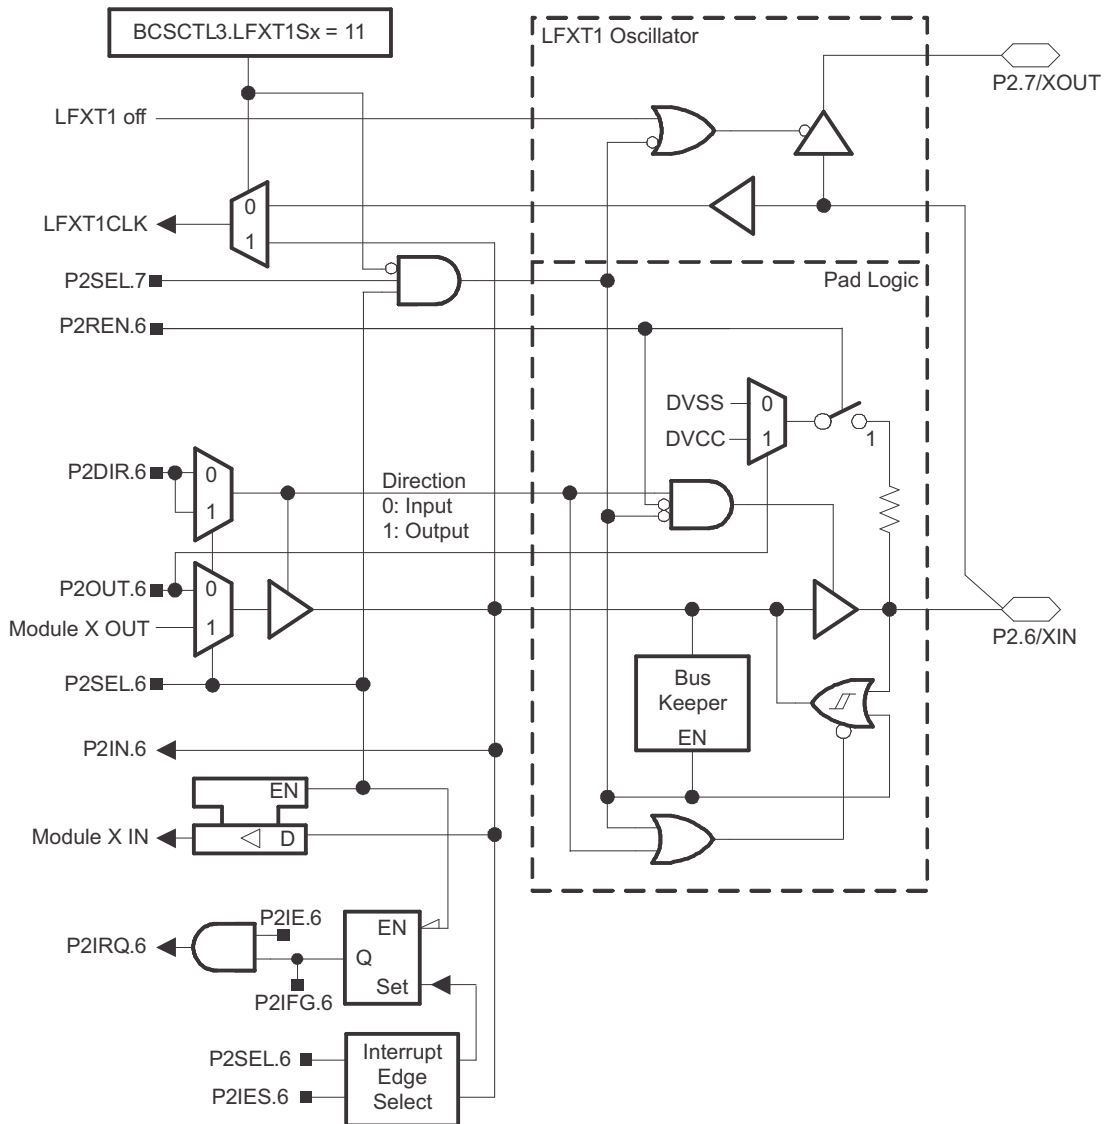 BCSCTL3.LFXT1Sx = 11
LFXT1 Oscillator
P2.7/XOUT
LFXT1 off
0
LFXT1CLK
1
P2SEL.7
Pad Logic
P2REN.6
DVSS
0
DVCC
1
1
P2DIR.6
0
1
Direction
0: Input
1: Output
P2OUT.6
0
Module X OUT
1
P2.6/XIN
P2SEL.6
Bus
Keeper
EN
P2IN.6
EN
Module X IN
D
P2IE.6
EN
P2IRQ.6
Q
Set
P2IFG.6
P2SEL.6
P2IES.6
Interrupt
Edge
Select